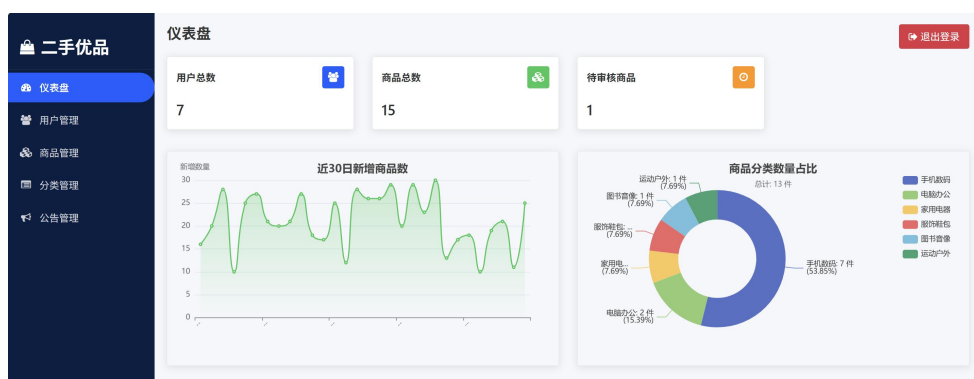 二手优品
仪表盘
用户管理
商品管理
分类管理
公告管理
仪表盘
退出登录
用户总数
7
商品总数
15
待审核商品
1
近30日新增商品数
新增数量
30
25
20
15
10
5
0
商品分类数量占比
总计: 13 件
运动户外: 1 件
(7.69%)
图书音像: 1 件
(7.69%)
服饰鞋包: ...
(7.69%)
家用电...
(7.69%)
电脑办公: 2 件
(15.39%)
手机数码: 7 件
(53.85%)
手机数码
电脑办公
家用电器
服饰鞋包
图书音像
运动户外